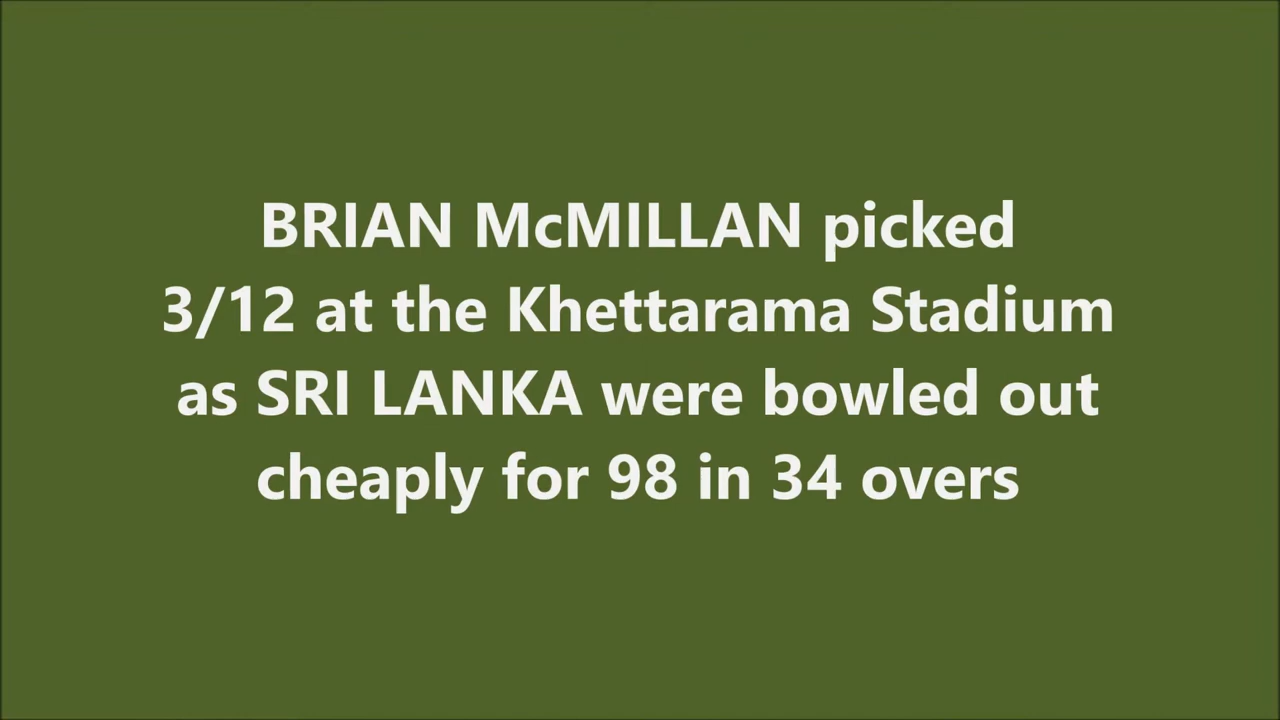 BRIAN McMILLAN picked
3/12 at the Khettarama Stadium
as SRI LANKA were bowled out
cheaply for 98 in 34 overs